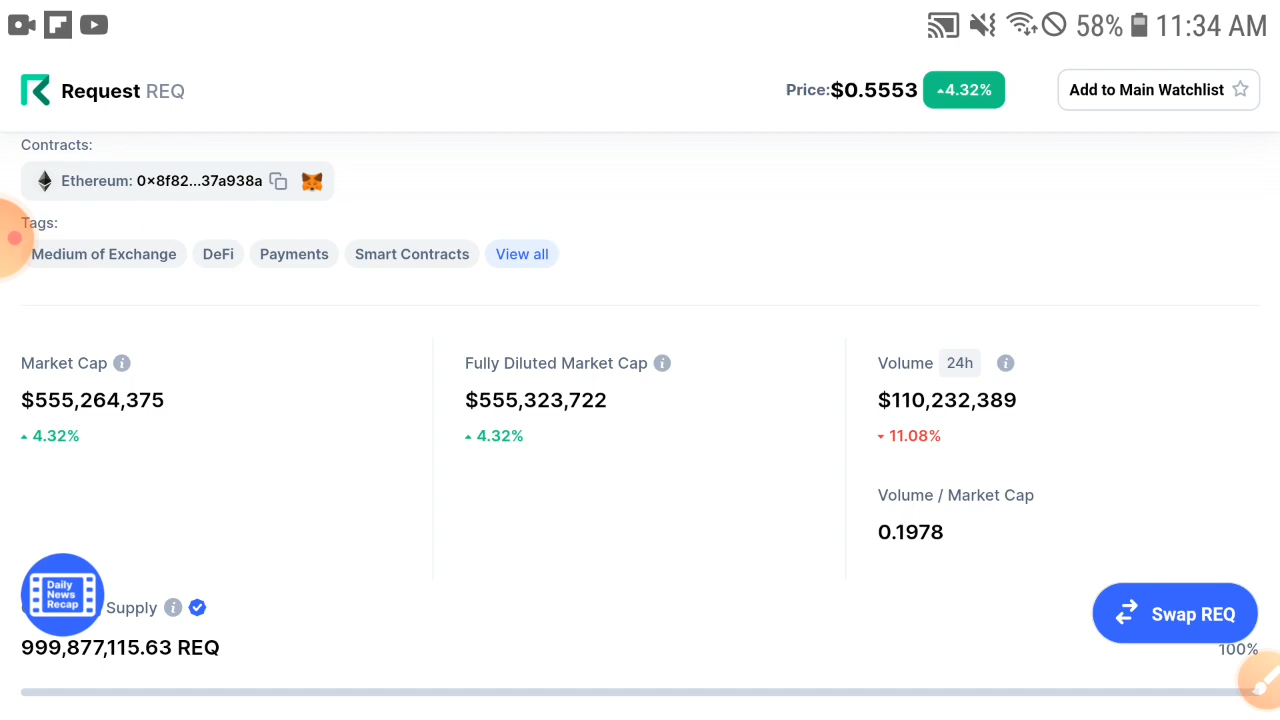 58% 11:34 AM
Request REQ
Price:$0.5553 4.32%
Add to Main Watchlist
Contracts:
Ethereum: 0×8f82...37a938a
Tags:
Medium of Exchange DeFi Payments Smart Contracts View all
Market Cap
$555,264,375
4.32%
Fully Diluted Market Cap
$555,323,722
4.32%
Volume 24h
$110,232,389
11.08%
Volume / Market Cap
0.1978
Daily
News
Recap
Supply
999,877,115.63 REQ
Swap REQ
100%